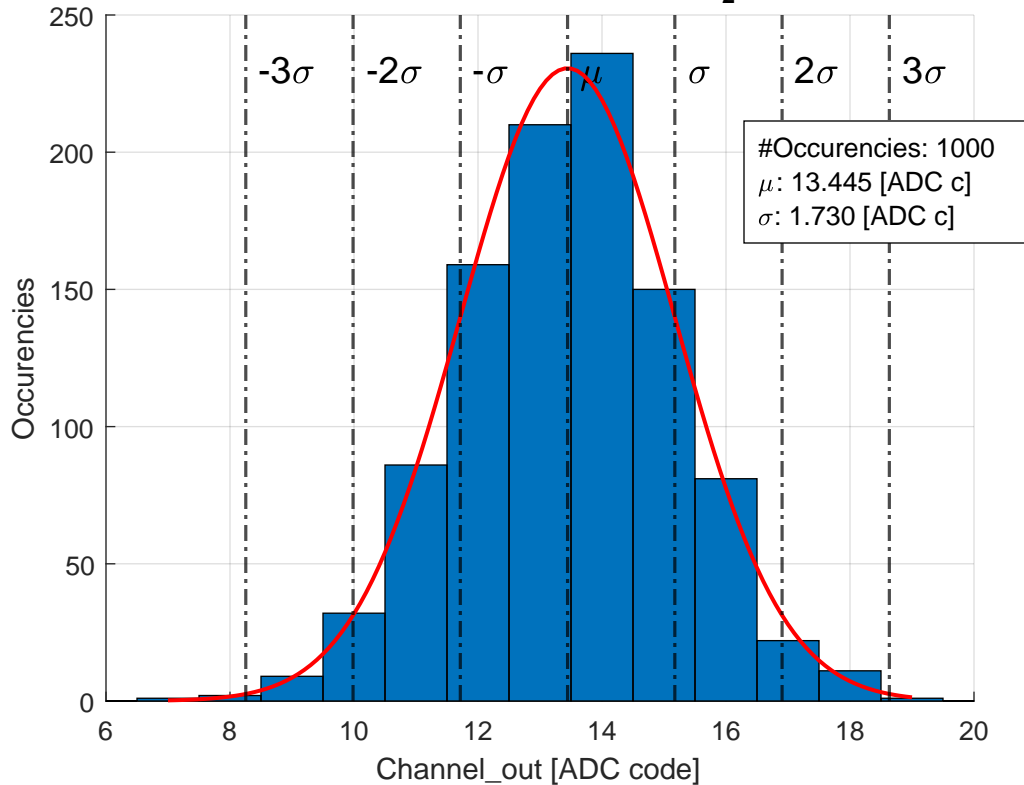 250
200
150
100
50
0
-3σ -2σ -σ μ σ 2σ 3σ
#Occurencies: 1000
μ: 13.445 [ADC c]
σ: 1.730 [ADC c]
Occurencies
6 8 10 12 14 16 18 20
Channel_out [ADC code]